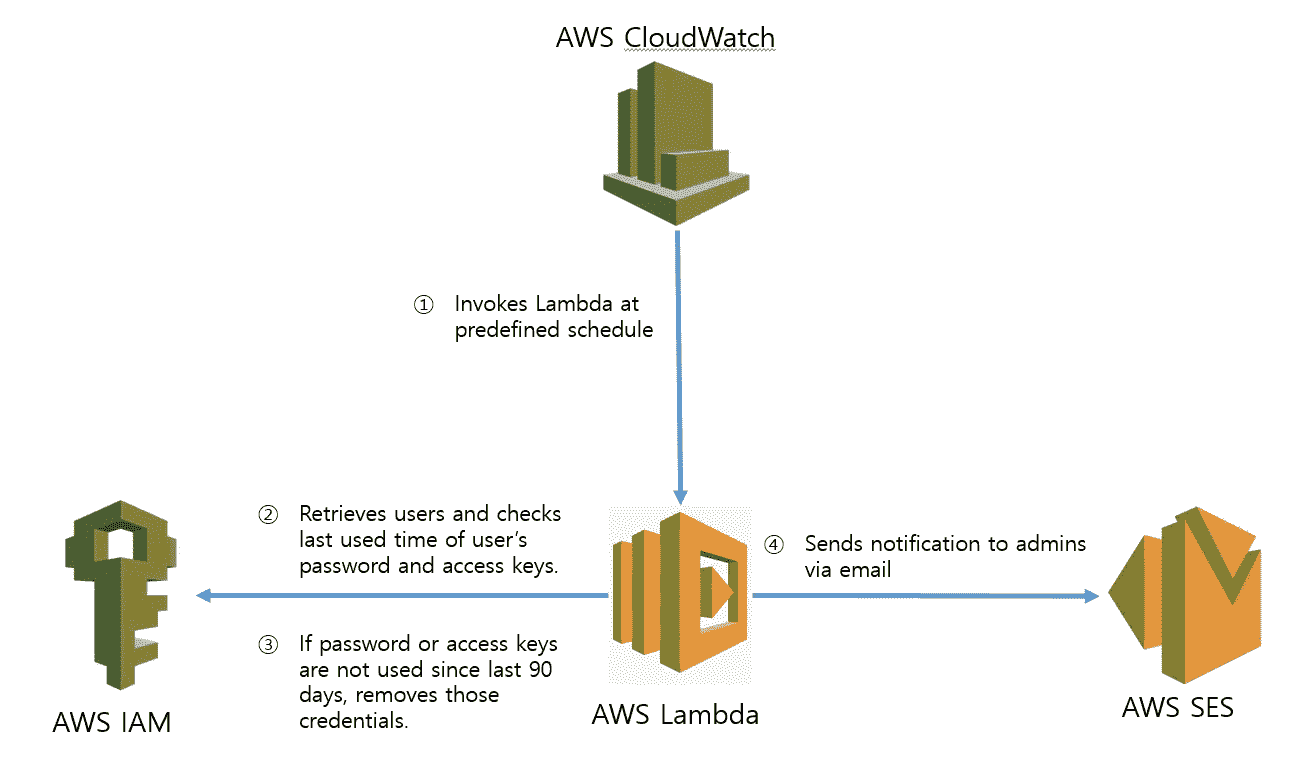 AWS CloudWatch
① Invokes Lambda at
predefined schedule
② Retrieves users and checks
last used time of user’s
password and access keys.
④ Sends notification to admins
via email
③ If password or access keys
are not used since last 90
days, removes those
credentials.
AWS IAM
AWS Lambda
AWS SES